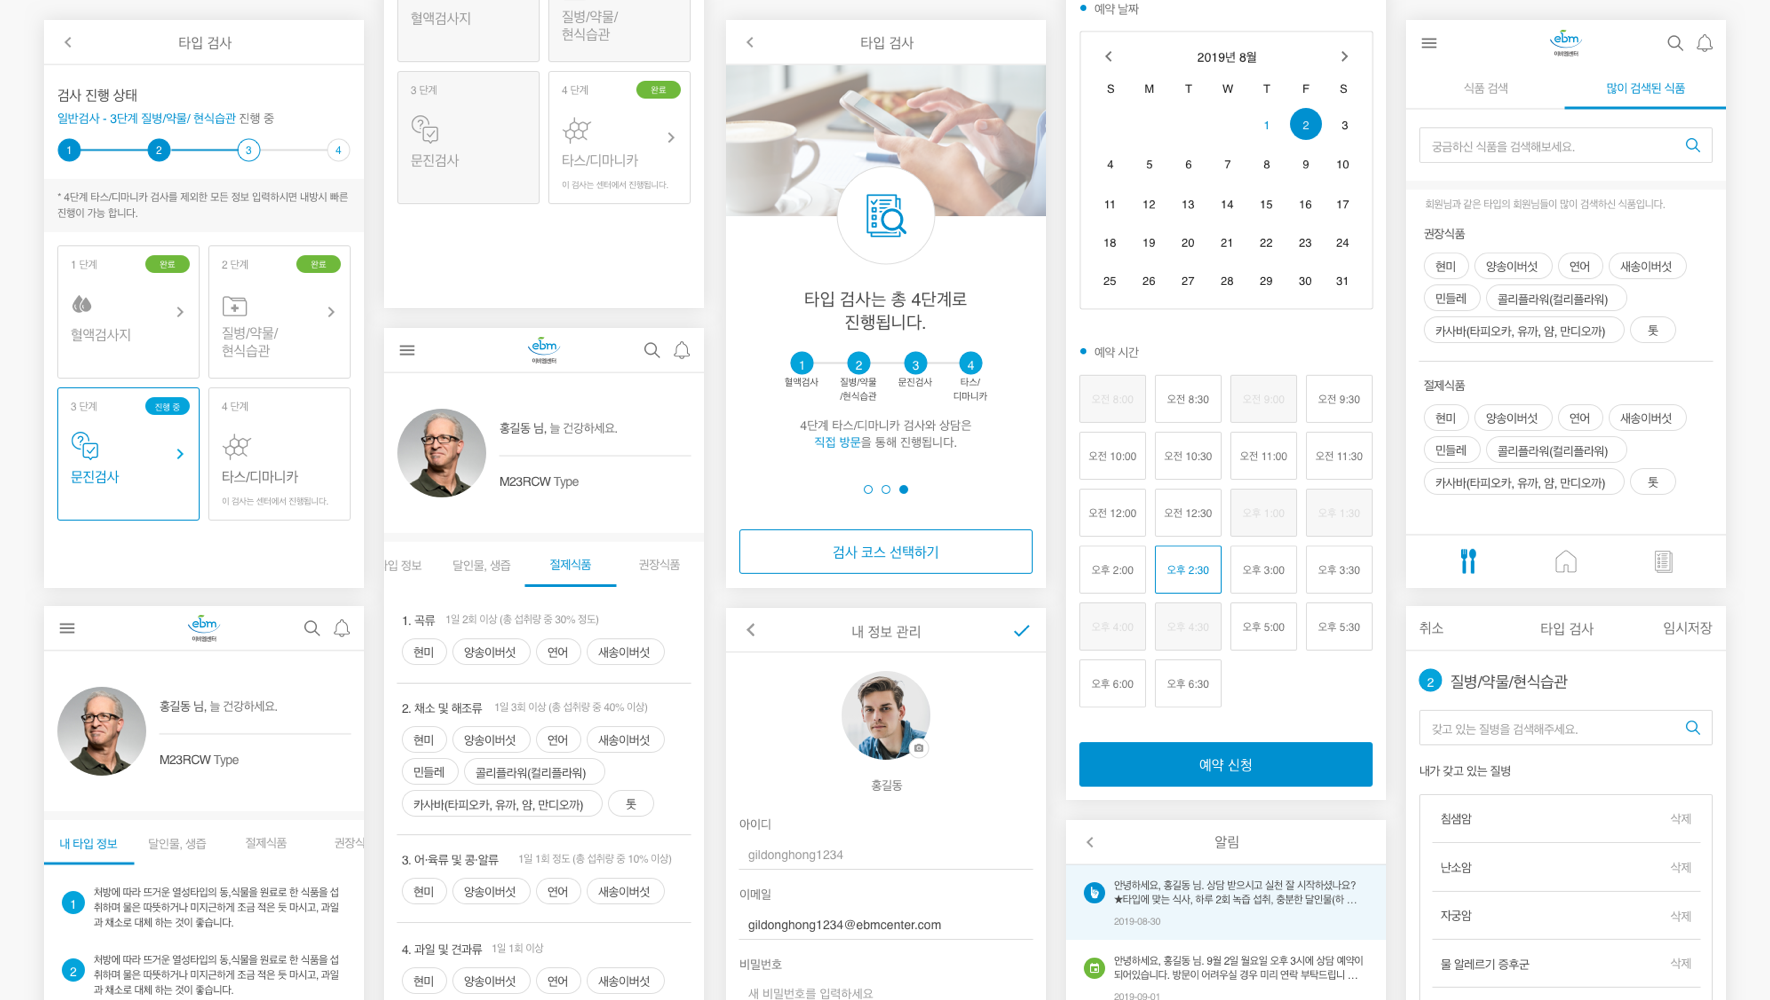 타입 검사
검사 진행 상태
일반검사 - 3단계 질병/약물/ 현식습관 진행 중
1
2
3
4
* 4단계 타스/디마니카 검사를 제외한 모든 정보 입력하시면 내방시 빠른
진행이 가능 합니다.
1 단계
완료
혈액검사지
2 단계
완료
질병/약물/
현식습관
3 단계
진행 중
문진검사
4 단계
타스/디마니카
이 검사는 센터에서 진행됩니다.
ebm
이비엠센터
홍길동 님, 늘 건강하세요.
M23RCW Type
내 타입 정보
달인물, 생즙
절제식품
권장식
1
처방에 따라 뜨거운 열성타입의 동,식물을 원료로 한 식품을 섭
취하며 물은 따뜻하거나 미지근하게 조금 적은 듯 마시고, 과일
과 채소로 대체 하는 것이 좋습니다.
2
처방에 따라 뜨거운 열성타입의 동,식물을 원료로 한 식품을 섭
취하며 물은 따뜻하거나 미지근하게 조금 적은 듯 마시고, 과일
과 채소로 대체 하는 것이 좋습니다.
혈액검사지
질병/약물/
현식습관
3 단계
문진검사
4 단계
완료
타스/디마니카
이 검사는 센터에서 진행됩니다.
ebm
이비엠센터
홍길동 님, 늘 건강하세요.
M23RCW Type
타입 정보
달인물, 생즙
절제식품
권장식품
1. 곡류 1일 2회 이상 (총 섭취량 중 30% 정도)
현미
양송이버섯
연어
새송이버섯
2. 채소 및 해조류 1일 3회 이상 (총 섭취량 중 40% 이상)
현미
양송이버섯
연어
새송이버섯
민들레
콜리플라워(컬리플라워)
카사바(타피오카, 유까, 얌, 만디오까)
톳
3. 어·육류 및 콩·알류 1일 1회 정도 (총 섭취량 중 10% 이상)
현미
양송이버섯
연어
새송이버섯
4. 과일 및 견과류 1일 1회 이상
현미
양송이버섯
연어
새송이버섯
타입 검사
타입 검사는 총 4단계로
진행됩니다.
1
2
3
4
혈액검사
질병/약물
/현식습관
문진검사
타스/
디마니카
4단계 타스/디마니카 검사와 상담은
직접 방문을 통해 진행됩니다.
검사 코스 선택하기
내 정보 관리
홍길동
아이디
gildonghong1234
이메일
gildonghong1234@ebmcenter.com
비밀번호
새 비밀번호를 입력하세요
예약 날짜
2019년 8월
S M T W T F S
1 2 3
4 5 6 7 8 9 10
11 12 13 14 15 16 17
18 19 20 21 22 23 24
25 26 27 28 29 30 31
예약 시간
오전 8:00
오전 8:30
오전 9:00
오전 9:30
오전 10:00
오전 10:30
오전 11:00
오전 11:30
오전 12:00
오전 12:30
오후 1:00
오후 1:30
오후 2:00
오후 2:30
오후 3:00
오후 3:30
오후 4:00
오후 4:30
오후 5:00
오후 5:30
오후 6:00
오후 6:30
예약 신청
알림
안녕하세요, 홍길동 님. 상담 받으시고 실천 잘 시작하셨나요?
★타입에 맞는 식사, 하루 2회 녹즙 섭취, 충분한 달인물(하 ...
2019-08-30
안녕하세요, 홍길동 님. 9월 2일 월요일 오후 3시에 상담 예약이
되어있습니다. 방문이 어려우실 경우 미리 연락 부탁드립니 ...
2019-09-01
ebm
이비엠센터
식품 검색
많이 검색된 식품
궁금하신 식품을 검색해보세요.
회원님과 같은 타입의 회원님들이 많이 검색하신 식품입니다.
권장식품
현미
양송이버섯
연어
새송이버섯
민들레
콜리플라워(컬리플라워)
카사바(타피오카, 유까, 얌, 만디오까)
톳
절제식품
현미
양송이버섯
연어
새송이버섯
민들레
콜리플라워(컬리플라워)
카사바(타피오카, 유까, 얌, 만디오까)
톳
취소
타입 검사
임시저장
2 질병/약물/현식습관
갖고 있는 질병을 검색해주세요.
내가 갖고 있는 질병
침샘암 삭제
난소암 삭제
자궁암 삭제
물 알레르기 증후군 삭제